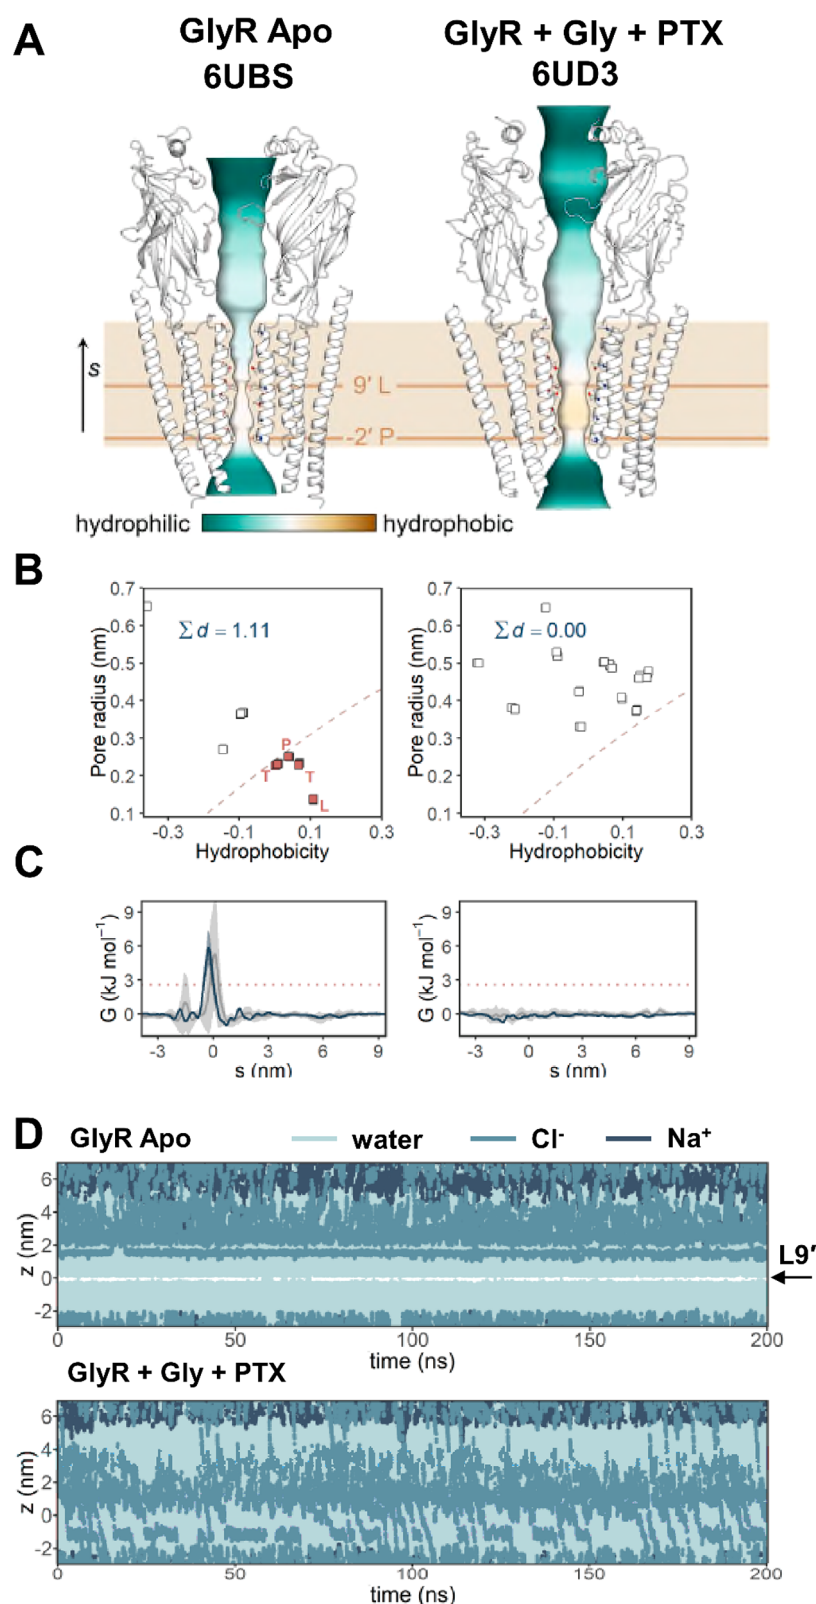 A
GlyR Apo
6UBS
GlyR + Gly + PTX
6UD3
s
9′ L
-2′ P
hydrophilic
hydrophobic
B
Pore radius (nm)
0.7
0.6
0.5
0.4
0.3
0.2
0.1
∑ d = 1.11
P
T
T
L
-0.3 -0.1 0.1 0.3
Hydrophobicity
Pore radius (nm)
0.7
0.6
0.5
0.4
0.3
0.2
0.1
∑ d = 0.00
-0.3 -0.1 0.1 0.3
Hydrophobicity
C
G (kJ mol⁻¹)
9
6
3
0
-3 0 3 6 9
s (nm)
G (kJ mol⁻¹)
9
6
3
0
-3 0 3 6 9
s (nm)
D
GlyR Apo
water
Cl⁻
Na⁺
z (nm)
6
4
2
0
-2
L9′
0 50 100 150 200
time (ns)
GlyR + Gly + PTX
z (nm)
6
4
2
0
-2
0 50 100 150 200
time (ns)